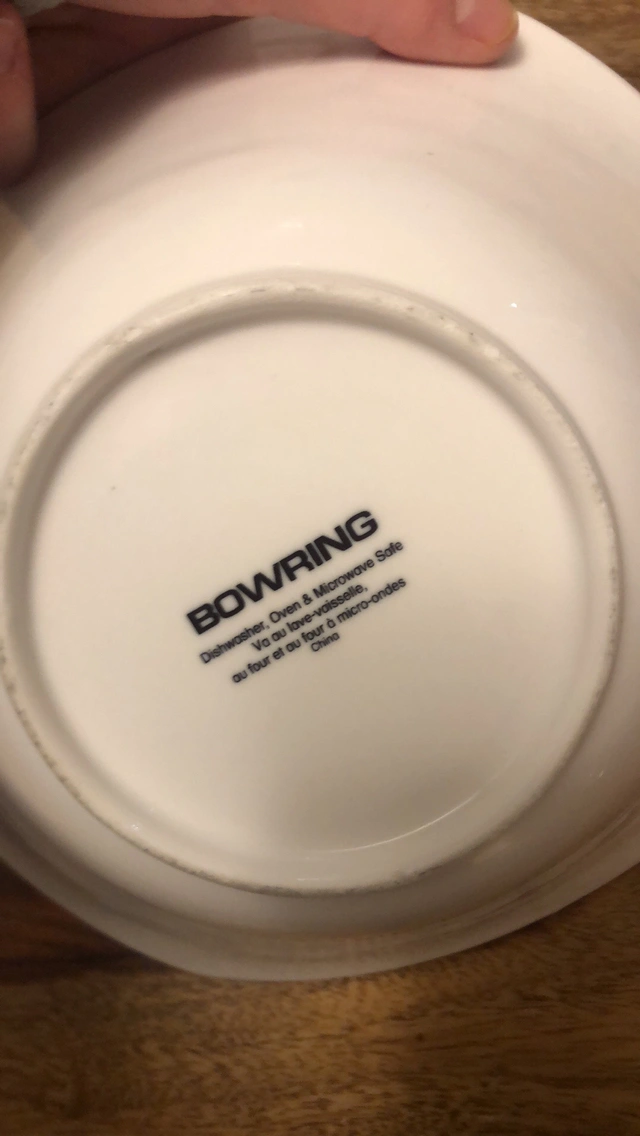 BOWRING
Dishwasher, Oven & Microwave Safe
Va au lave-vaisselle,
au four et au four à micro-ondes
China